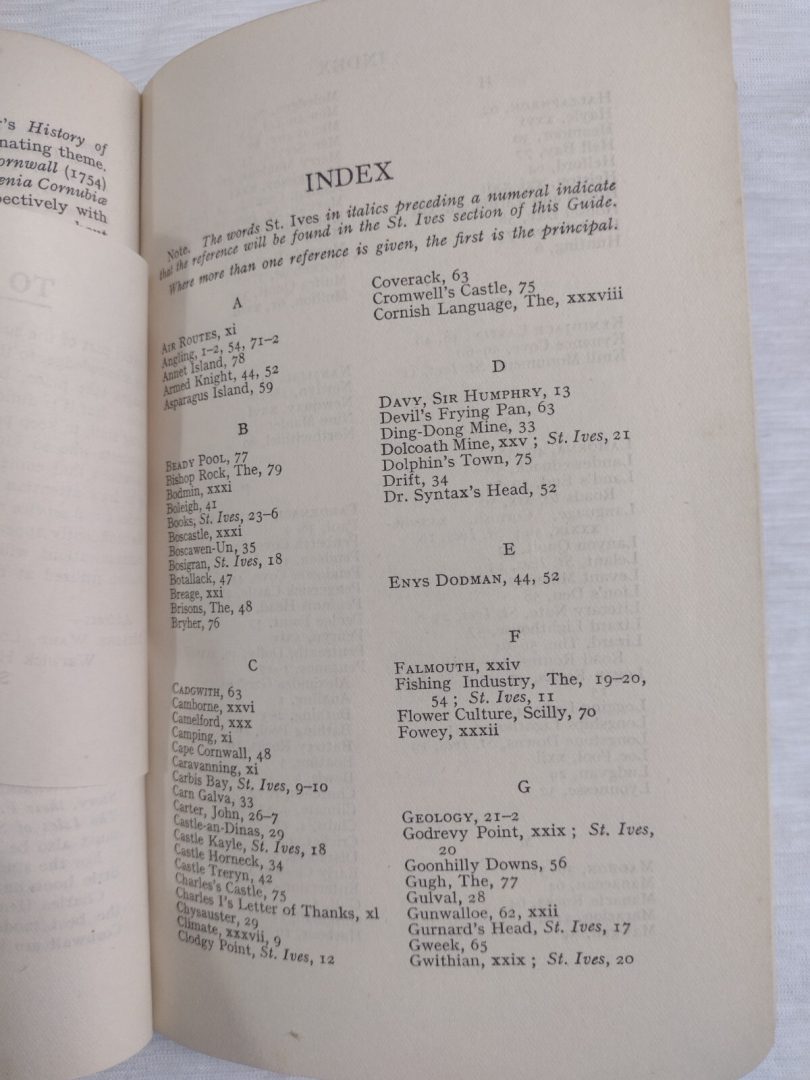 's History of
nating theme.
ornwall (1754)
enia Cornubiæ
pectively with
TO
INDEX
Note. The words St. Ives in italics preceding a numeral indicate
that the reference will be found in the St. Ives section of this Guide.
Where more than one reference is given, the first is the principal.
A
AIR ROUTES, xi
Angling, 1–2, 54, 71–2
Annet Island, 78
Armed Knight, 44, 52
Asparagus Island, 59
B
BEADY POOL, 77
Bishop Rock, The, 79
Bodmin, xxxi
Boleigh, 41
Books, St. Ives, 23–6
Boscastle, xxxi
Boscawen-Un, 35
Bosigran, St. Ives, 18
Botallack, 47
Breage, xxi
Brisons, The, 48
Bryher, 76
C
CADGWITH, 63
Camborne, xxvi
Camelford, xxx
Camping, xi
Cape Cornwall, 48
Caravanning, xi
Carbis Bay, St. Ives, 9–10
Carn Galva, 33
Carter, John, 26–7
Castle-an-Dinas, 29
Castle Kayle, St. Ives, 18
Castle Horneck, 34
Castle Treryn, 42
Charles's Castle, 75
Charles I's Letter of Thanks, xl
Chysauster, 29
Climate, xxxvii, 9
Clodgy Point, St. Ives, 12
Coverack, 63
Cromwell's Castle, 75
Cornish Language, The, xxxviii
D
DAVY, SIR HUMPHRY, 13
Devil's Frying Pan, 63
Ding-Dong Mine, 33
Dolcoath Mine, xxv ; St. Ives, 21
Dolphin's Town, 75
Drift, 34
Dr. Syntax's Head, 52
E
ENYS DODMAN, 44, 52
F
FALMOUTH, xxiv
Fishing Industry, The, 19–20,
54 ; St. Ives, 11
Flower Culture, Scilly, 70
Fowey, xxxii
G
GEOLOGY, 21–2
Godrevy Point, xxix ; St. Ives,
20
Goonhilly Downs, 56
Gugh, The, 77
Gulval, 28
Gunwalloe, 62, xxii
Gurnard's Head, St. Ives, 17
Gweek, 65
Gwithian, xxix ; St. Ives, 20